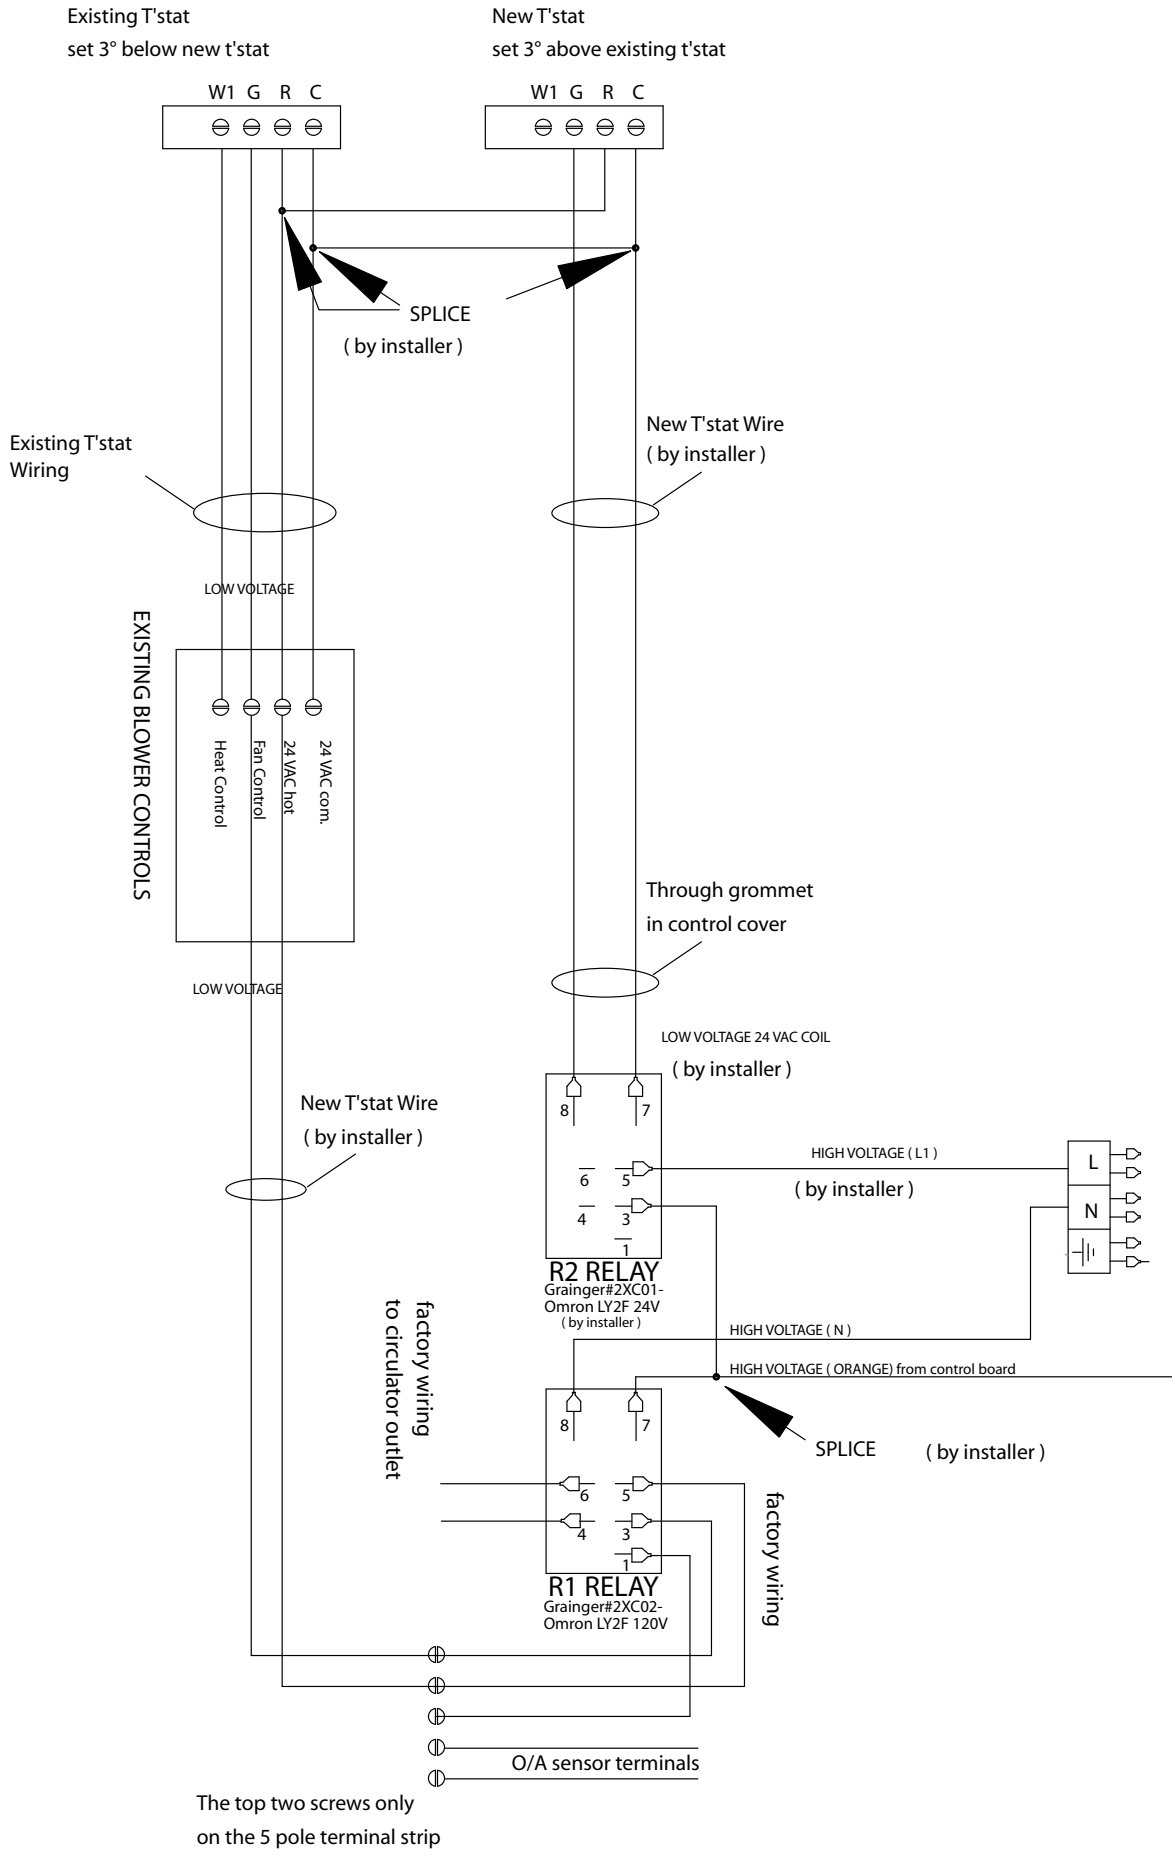 Existing T'stat
set 3° below new t'stat
New T'stat
set 3° above existing t'stat
W1 G R C
W1 G R C
SPLICE
( by installer )
Existing T'stat
Wiring
New T'stat Wire
( by installer )
LOW VOLTAGE
EXISTING BLOWER CONTROLS
Heat Control
Fan Control
24 VAC hot
24 VAC com.
Through grommet
in control cover
LOW VOLTAGE
LOW VOLTAGE 24 VAC COIL
( by installer )
New T'stat Wire
( by installer )
8 7
6 5
4 3
1
HIGH VOLTAGE ( L1 )
( by installer )
L
N
R2 RELAY
Grainger#2XC01-
Omron LY2F 24V
( by installer )
factory wiring
to circulator outlet
HIGH VOLTAGE ( N )
HIGH VOLTAGE ( ORANGE) from control board
SPLICE ( by installer )
8 7
6 5
4 3
1
R1 RELAY
Grainger#2XC02-
Omron LY2F 120V
factory wiring
O/A sensor terminals
The top two screws only
on the 5 pole terminal strip